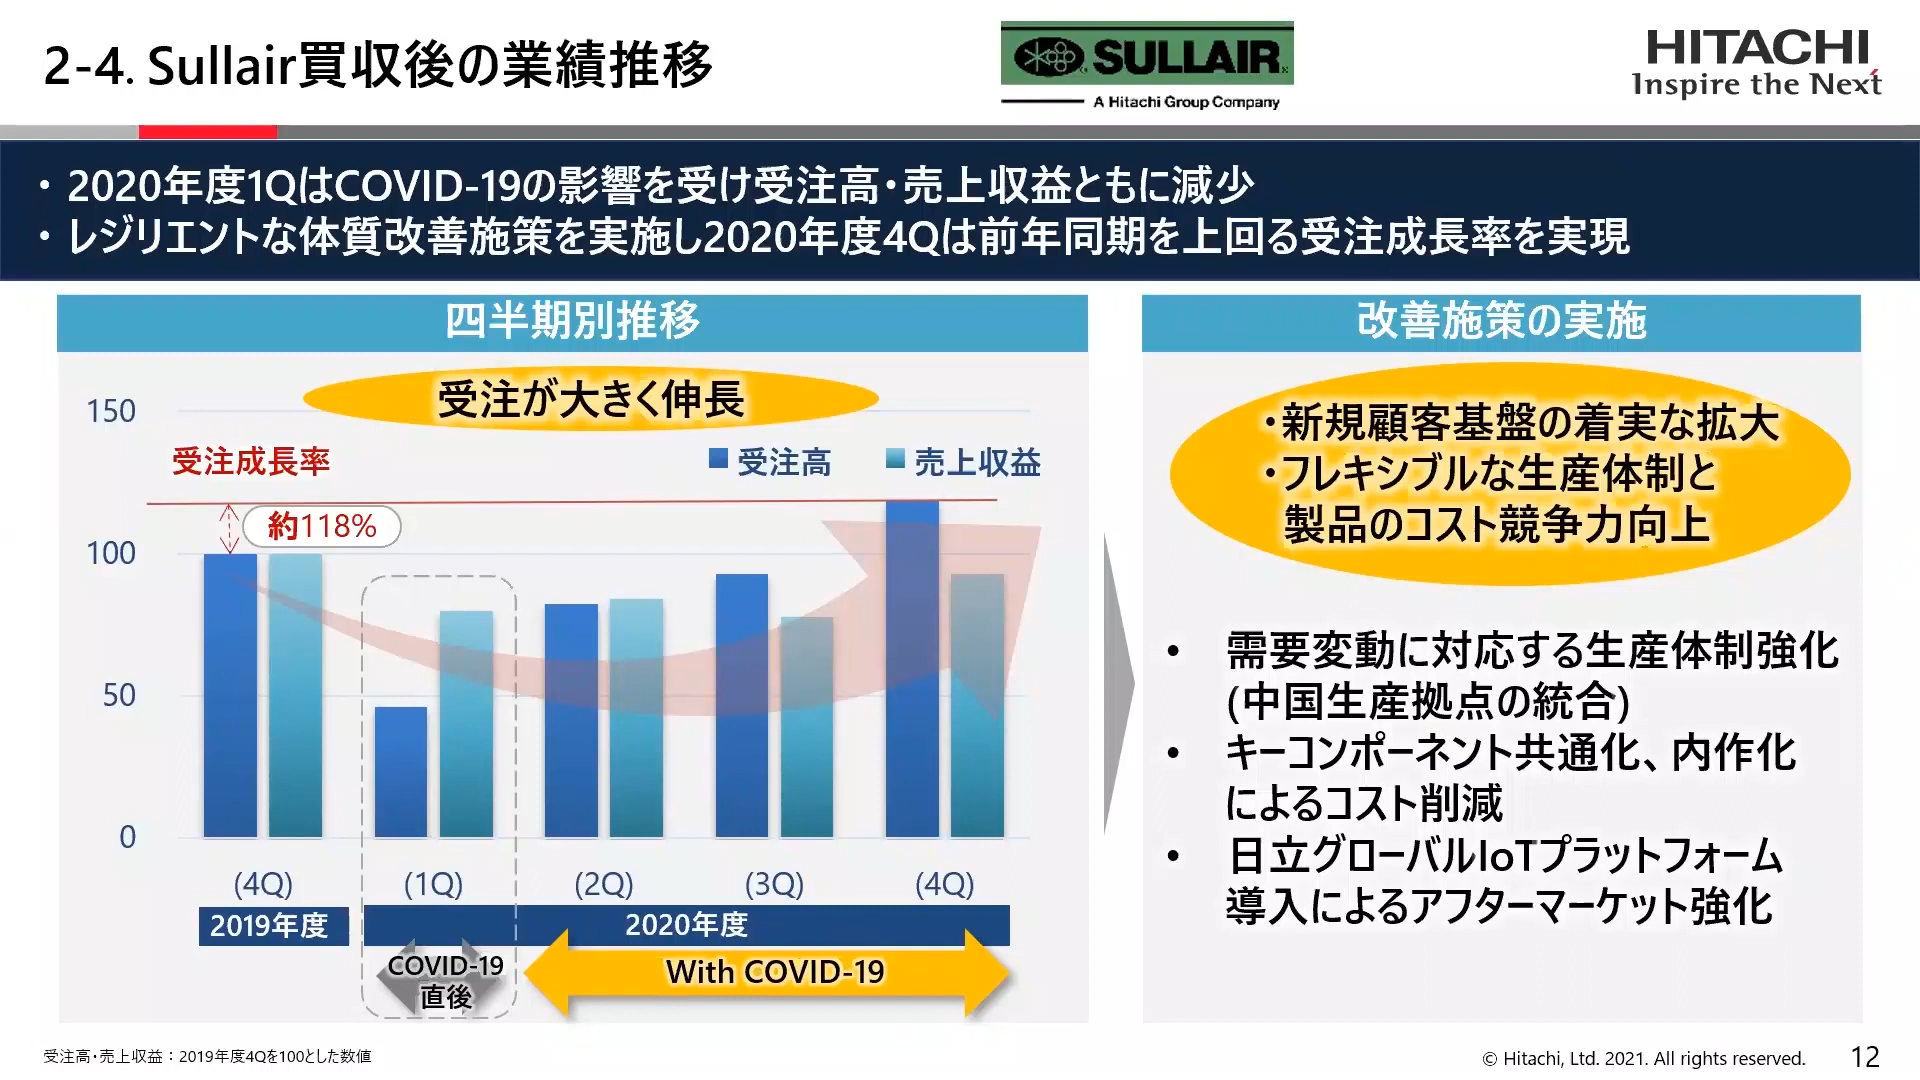 2-4. Sullair買収後の業績推移
SULLAIR
A Hitachi Group Company
HITACHI
Inspire the Next
・ 2020年度1QはCOVID-19の影響を受け受注高・売上収益ともに減少
・ レジリエントな体質改善施策を実施し2020年度4Qは前年同期を上回る受注成長率を実現
四半期別推移
受注が大きく伸長
150
受注成長率
受注高
売上収益
約118%
100
50
0
(4Q)
(1Q)
(2Q)
(3Q)
(4Q)
2019年度
2020年度
COVID-19
直後
With COVID-19
改善施策の実施
・新規顧客基盤の着実な拡大
・フレキシブルな生産体制と
製品のコスト競争力向上
• 需要変動に対応する生産体制強化
(中国生産拠点の統合)
• キーコンポーネント共通化、内作化
によるコスト削減
• 日立グローバルIoTプラットフォーム
導入によるアフターマーケット強化
受注高・売上収益：2019年度4Qを100とした数値
© Hitachi, Ltd. 2021. All rights reserved.
12